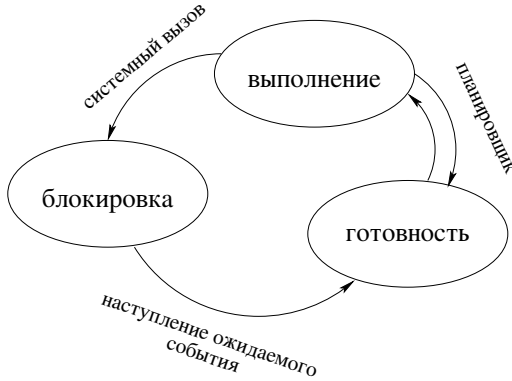 системный вызов
выполнение
планировщик
блокировка
готовность
наступление ожидаемого
события